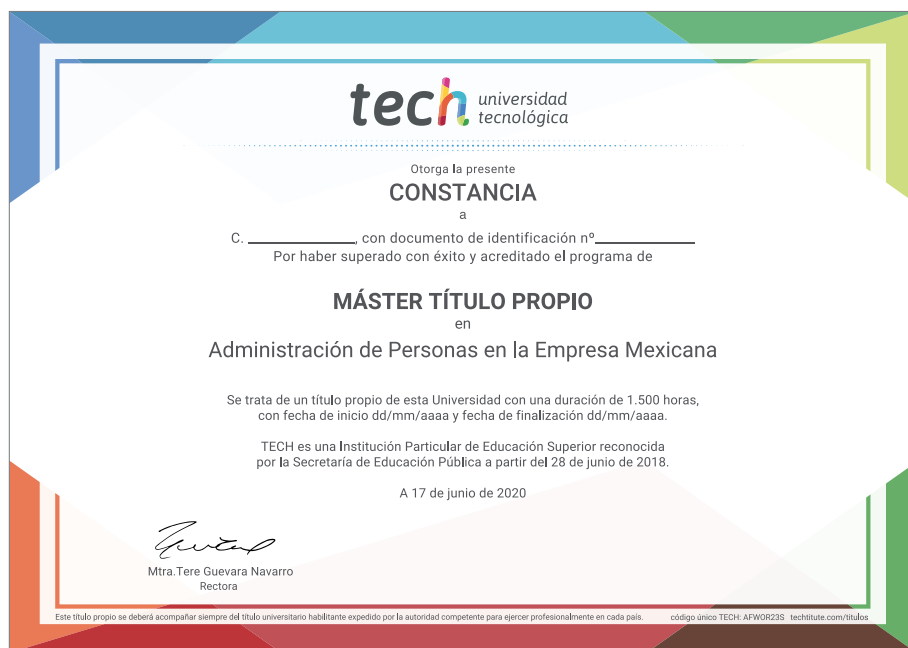 tech universidad
tecnológica
Otorga la presente
CONSTANCIA
a
C. ____________, con documento de identificación nº____________
Por haber superado con éxito y acreditado el programa de
MÁSTER TÍTULO PROPIO
en
Administración de Personas en la Empresa Mexicana
Se trata de un título propio de esta Universidad con una duración de 1.500 horas,
con fecha de inicio dd/mm/aaaa y fecha de finalización dd/mm/aaaa.
TECH es una Institución Particular de Educación Superior reconocida
por la Secretaría de Educación Pública a partir del 28 de junio de 2018.
A 17 de junio de 2020
Mtra.Tere Guevara Navarro
Rectora
Este título propio se deberá acompañar siempre del título universitario habilitante expedido por la autoridad competente para ejercer profesionalmente en cada país. código único TECH: AFWOR23S techtitute.com/titulos